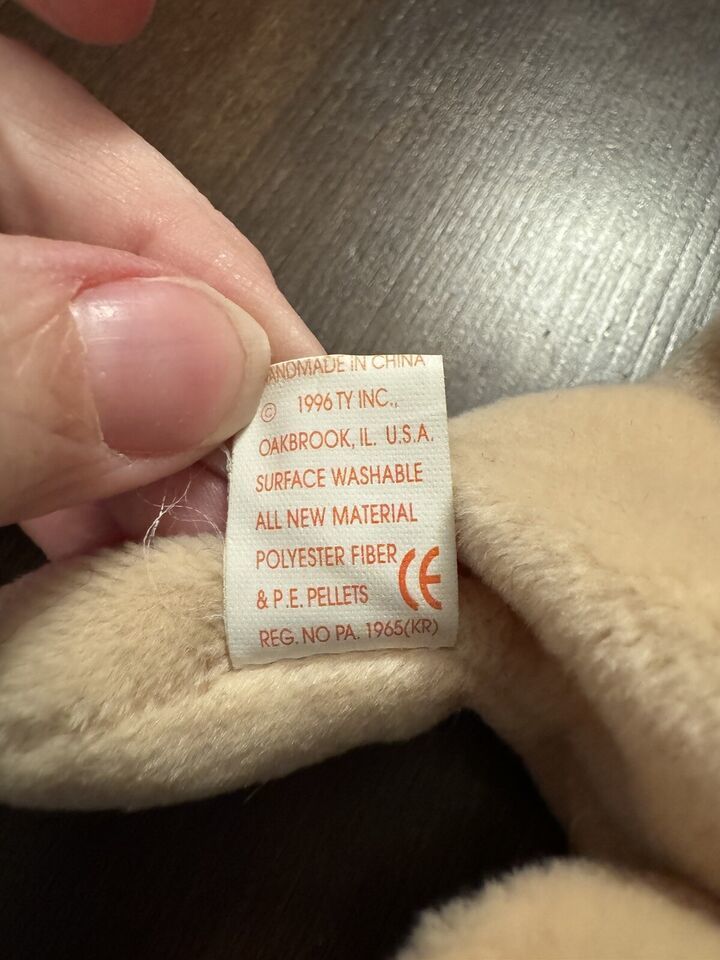 HANDMADE IN CHINA
© 1996 TY INC.,
OAKBROOK, IL. U.S.A.
SURFACE WASHABLE
ALL NEW MATERIAL
POLYESTER FIBER
& P.E. PELLETS CE
REG. NO PA. 1965(KR)